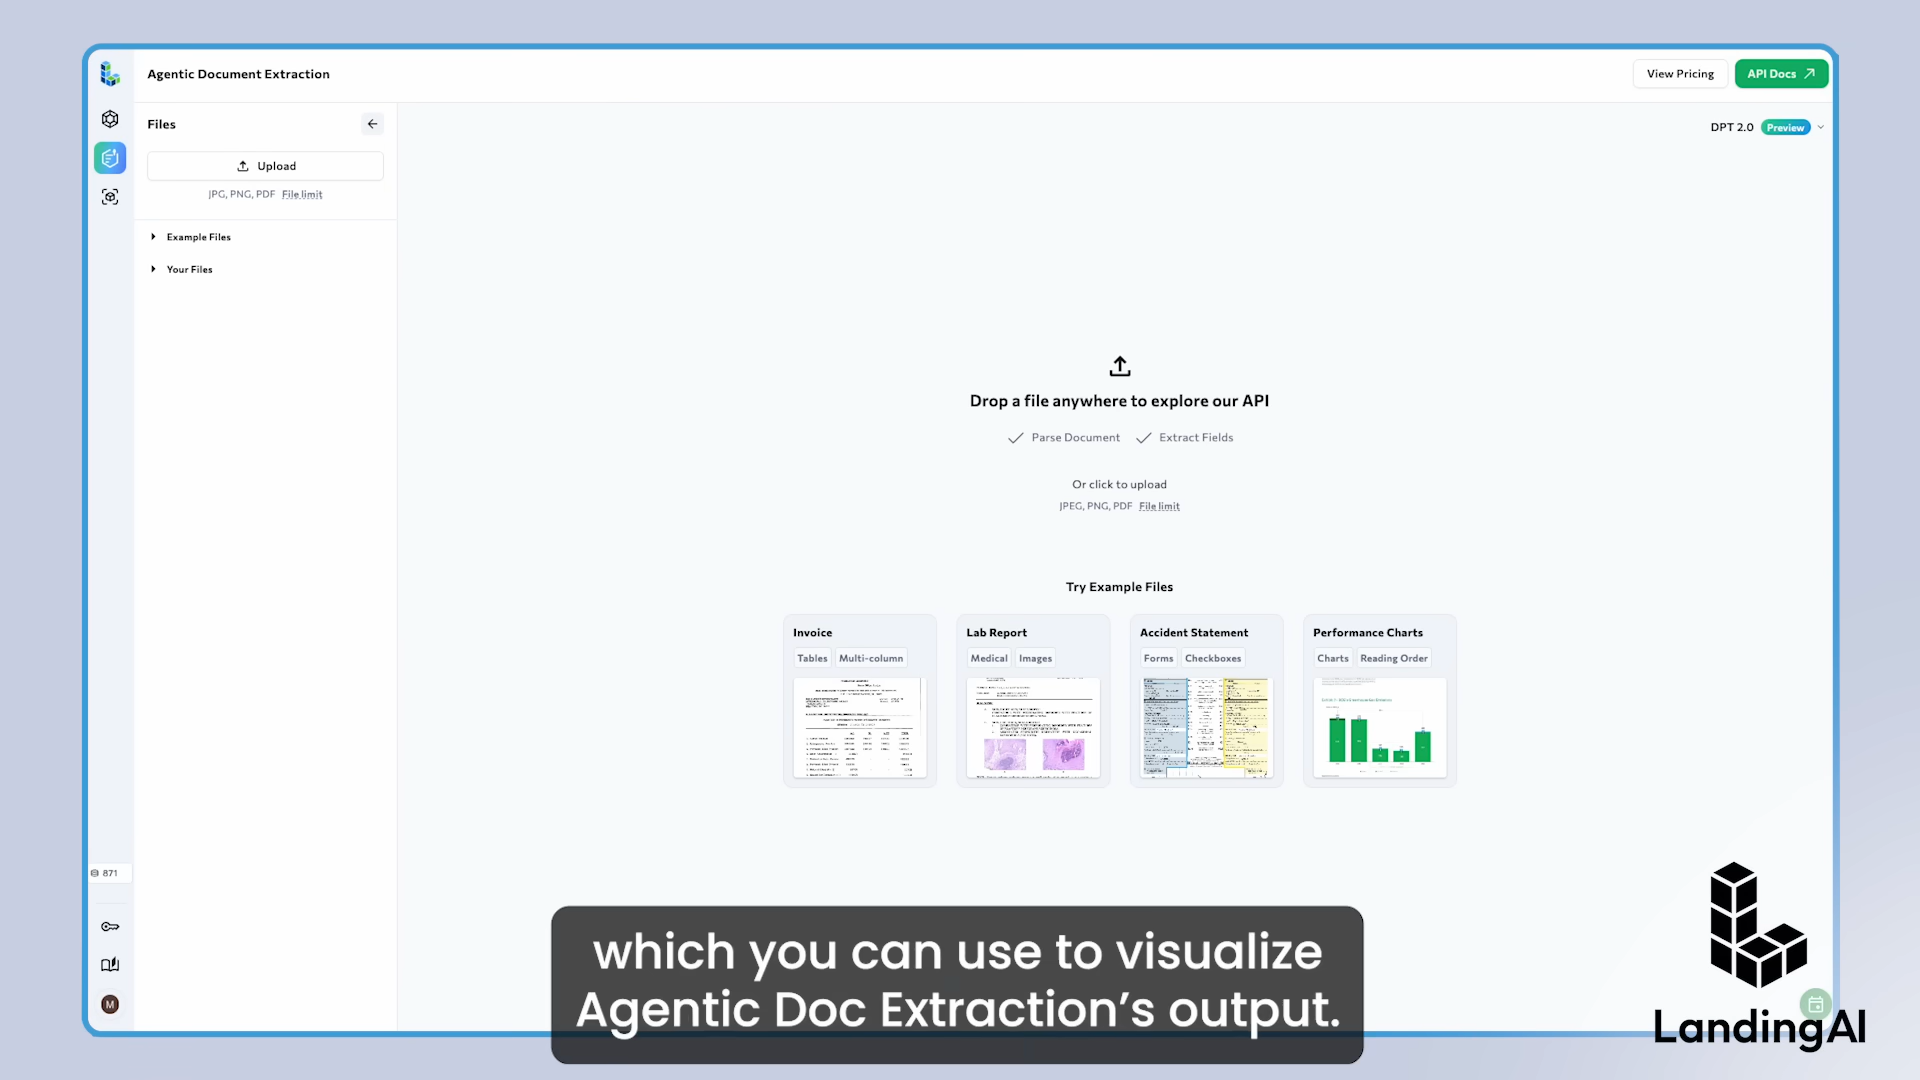 Agentic Document Extraction
View Pricing
API Docs
Files
Upload
JPG, PNG, PDF File limit
Example Files
Your Files
DPT 2.0 Preview
Drop a file anywhere to explore our API
Parse Document Extract Fields
Or click to upload
JPEG, PNG, PDF File limit
Try Example Files
Invoice
Tables Multi-column
Lab Report
Medical Images
Accident Statement
Forms Checkboxes
Performance Charts
Charts Reading Order
871
M
which you can use to visualize
Agentic Doc Extraction’s output.
LandingAI